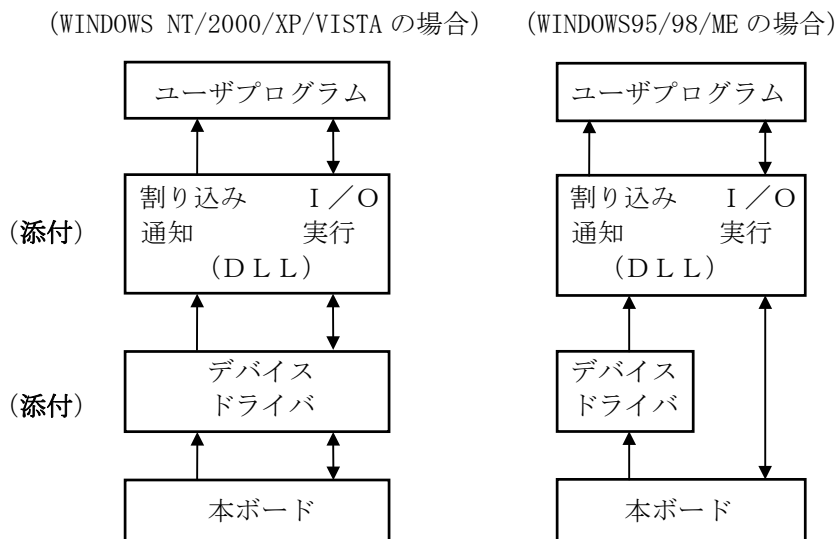 (WINDOWS NT/2000/XP/VISTA の場合)
(WINDOWS95/98/ME の場合)
ユーザプログラム
ユーザプログラム
(添付)
割り込み Ｉ／Ｏ
通知 実行
(ＤＬＬ)
割り込み Ｉ／Ｏ
通知 実行
(ＤＬＬ)
(添付)
デバイス
ドライバ
デバイス
ドライバ
本ボード
本ボード